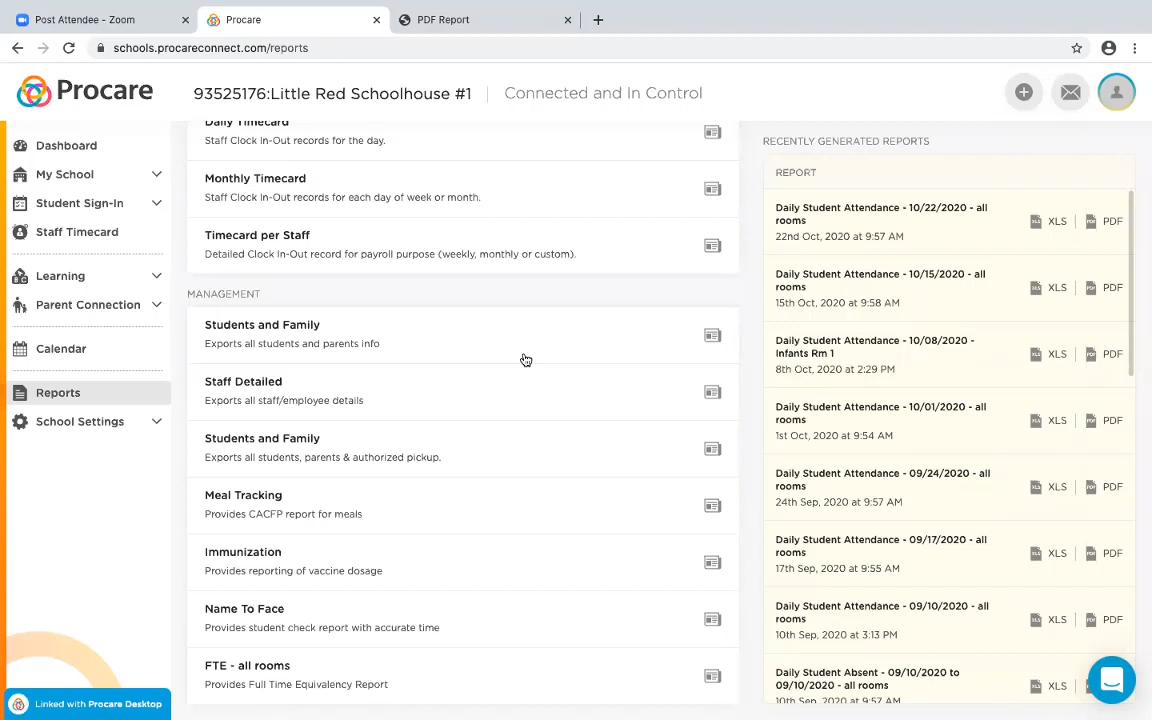 Post Attendee - Zoom
Procare
PDF Report
schools.procareconnect.com/reports
Procare
93525176:Little Red Schoolhouse #1
Connected and In Control
Dashboard
My School
Student Sign-In
Staff Timecard
Learning
Parent Connection
Calendar
Reports
School Settings
Linked with Procare Desktop
Daily Timecard
Staff Clock In-Out records for the day.
Monthly Timecard
Staff Clock In-Out records for each day of week or month.
Timecard per Staff
Detailed Clock In-Out record for payroll purpose (weekly, monthly or custom).
MANAGEMENT
Students and Family
Exports all students and parents info
Staff Detailed
Exports all staff/employee details
Students and Family
Exports all students, parents & authorized pickup.
Meal Tracking
Provides CACFP report for meals
Immunization
Provides reporting of vaccine dosage
Name To Face
Provides student check report with accurate time
FTE - all rooms
Provides Full Time Equivalency Report
RECENTLY GENERATED REPORTS
REPORT
Daily Student Attendance - 10/22/2020 - all
rooms
22nd Oct, 2020 at 9:57 AM
XLS PDF
Daily Student Attendance - 10/15/2020 - all
rooms
15th Oct, 2020 at 9:58 AM
XLS PDF
Daily Student Attendance - 10/08/2020 -
Infants Rm 1
8th Oct, 2020 at 2:29 PM
XLS PDF
Daily Student Attendance - 10/01/2020 - all
rooms
1st Oct, 2020 at 9:54 AM
XLS PDF
Daily Student Attendance - 09/24/2020 - all
rooms
24th Sep, 2020 at 9:57 AM
XLS PDF
Daily Student Attendance - 09/17/2020 - all
rooms
17th Sep, 2020 at 9:55 AM
XLS PDF
Daily Student Attendance - 09/10/2020 - all
rooms
10th Sep, 2020 at 3:13 PM
XLS PDF
Daily Student Absent - 09/10/2020 to
09/10/2020 - all rooms
10th Sep, 2020 at 9:57 AM
XLS